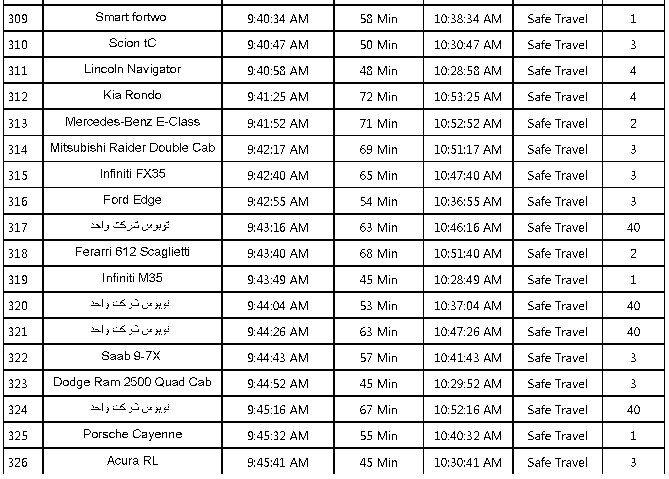 309 Smart fortwo 9:40:34 AM 58 Min 10:38:34 AM Safe Travel 1
310 Scion tC 9:40:47 AM 50 Min 10:30:47 AM Safe Travel 3
311 Lincoln Navigator 9:40:58 AM 48 Min 10:28:58 AM Safe Travel 4
312 Kia Rondo 9:41:25 AM 72 Min 10:53:25 AM Safe Travel 4
313 Mercedes-Benz E-Class 9:41:52 AM 71 Min 10:52:52 AM Safe Travel 2
314 Mitsubishi Raider Double Cab 9:42:17 AM 69 Min 10:51:17 AM Safe Travel 3
315 Infiniti FX35 9:42:40 AM 65 Min 10:47:40 AM Safe Travel 3
316 Ford Edge 9:42:55 AM 54 Min 10:36:55 AM Safe Travel 3
317 توبوس شرکت واحد 9:43:16 AM 63 Min 10:46:16 AM Safe Travel 40
318 Ferarri 612 Scaglietti 9:43:40 AM 68 Min 10:51:40 AM Safe Travel 2
319 Infiniti M35 9:43:49 AM 45 Min 10:28:49 AM Safe Travel 1
320 توبوس شرکت واحد 9:44:04 AM 53 Min 10:37:04 AM Safe Travel 40
321 توبوس شرکت واحد 9:44:26 AM 63 Min 10:47:26 AM Safe Travel 40
322 Saab 9-7X 9:44:43 AM 57 Min 10:41:43 AM Safe Travel 3
323 Dodge Ram 2500 Quad Cab 9:44:52 AM 45 Min 10:29:52 AM Safe Travel 3
324 توبوس شرکت واحد 9:45:16 AM 67 Min 10:52:16 AM Safe Travel 40
325 Porsche Cayenne 9:45:32 AM 55 Min 10:40:32 AM Safe Travel 1
326 Acura RL 9:45:41 AM 45 Min 10:30:41 AM Safe Travel 3